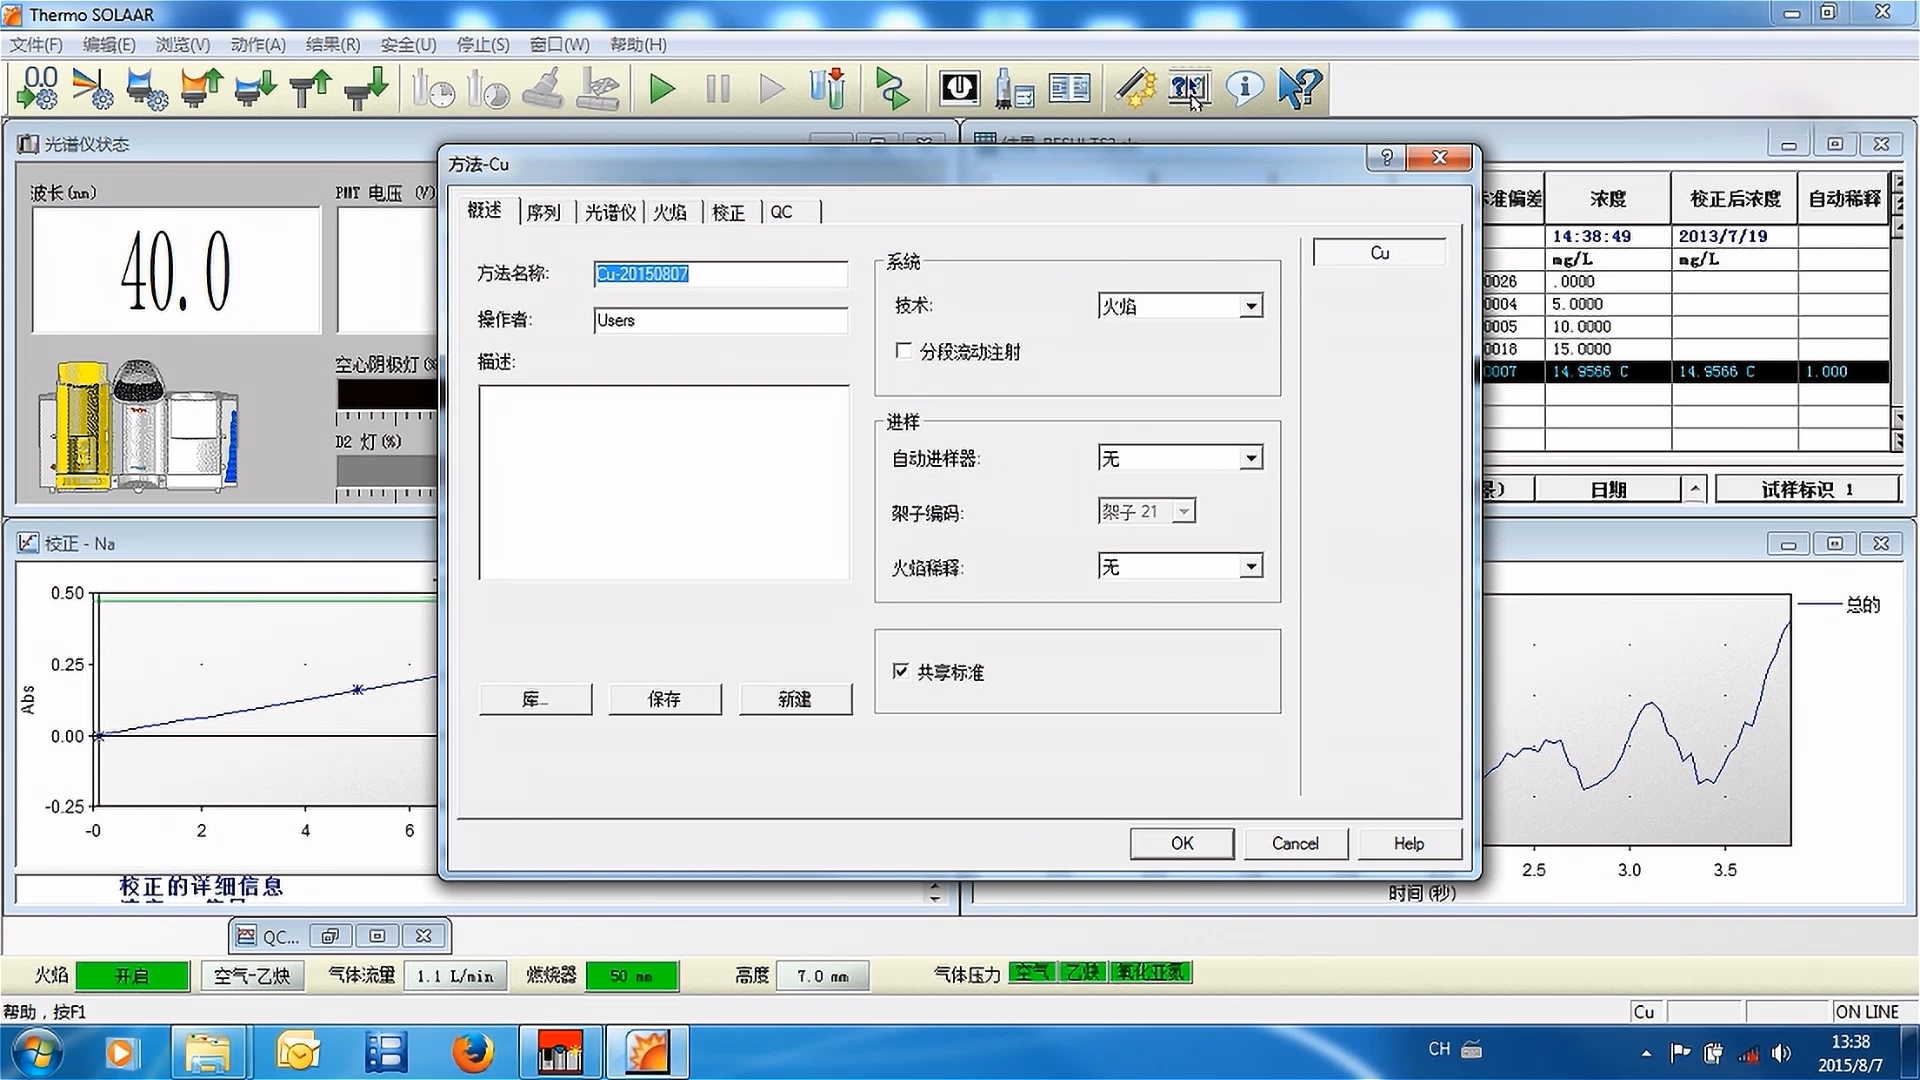 Thermo SOLAAR
文件(F) 编辑(E) 浏览(V) 动作(A) 结果(R) 安全(U) 停止(S) 窗口(W) 帮助(H)
0.0
光谱仪状态
波长(nm)
PMT 电压 (V)
40.0
空心阴极灯(%
D2 灯(%)
方法-Cu
概述 序列 光谱仪 火焰 校正 QC
方法名称: Cu-20150807
操作者: Users
描述:
库... 保存 新建
系统
技术: 火焰
分段流动注射
进样
自动进样器: 无
架子编码: 架子 21
火焰稀释: 无
共享标准
Cu
OK Cancel Help
标准偏差 浓度 校正后浓度 自动稀释
14:38:49 2013/7/19
mg/L mg/L
0026 .0000
0004 5.0000
0005 10.0000
0018 15.0000
0007 14.9566 C 14.9566 C 1.000
日期 试样标识 1
校正 - Na
0.50
0.25
0.00
-0.25
Abs
-0 2 4 6
校正的详细信息
总的
2.5 3.0 3.5
时间(秒)
QC...
火焰 开启 空气-乙炔 气体流量 1.1 L/min 燃烧器 50 mm 高度 7.0 mm 气体压力 空气 乙炔 氧化亚氮
帮助，按F1
Cu ON LINE
CH
13:38
2015/8/7